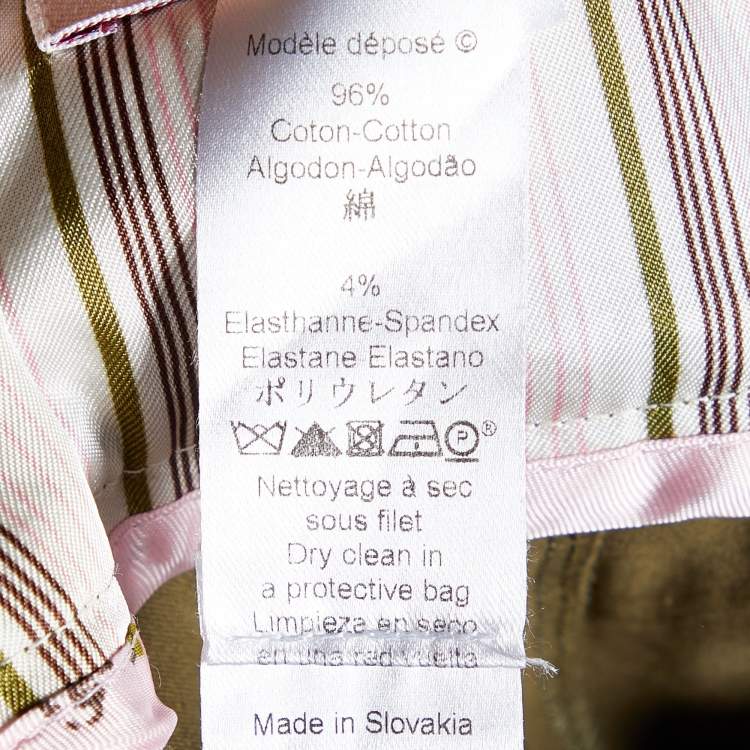 Modèle déposé ©
96%
Coton-Cotton
Algodon-Algodão
綿
4%
Elasthanne-Spandex
Elastane Elastano
ポリウレタン
P ®
Nettoyage à sec
sous filet
Dry clean in
a protective bag
Limpieza en seco
en una red vuelta
Made in Slovakia